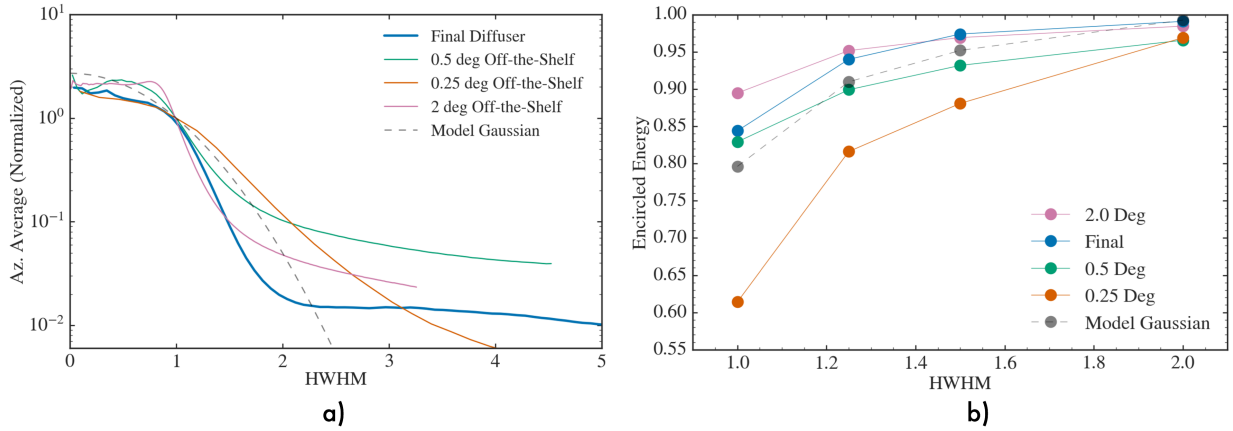 10^1
10^0
10^-1
10^-2
Az. Average (Normalized)
0 1 2 3 4 5
HWHM
Final Diffuser
0.5 deg Off-the-Shelf
0.25 deg Off-the-Shelf
2 deg Off-the-Shelf
Model Gaussian
a)
1.00
0.95
0.90
0.85
0.80
0.75
0.70
0.65
0.60
0.55
Encircled Energy
1.0 1.2 1.4 1.6 1.8 2.0
HWHM
2.0 Deg
Final
0.5 Deg
0.25 Deg
Model Gaussian
b)